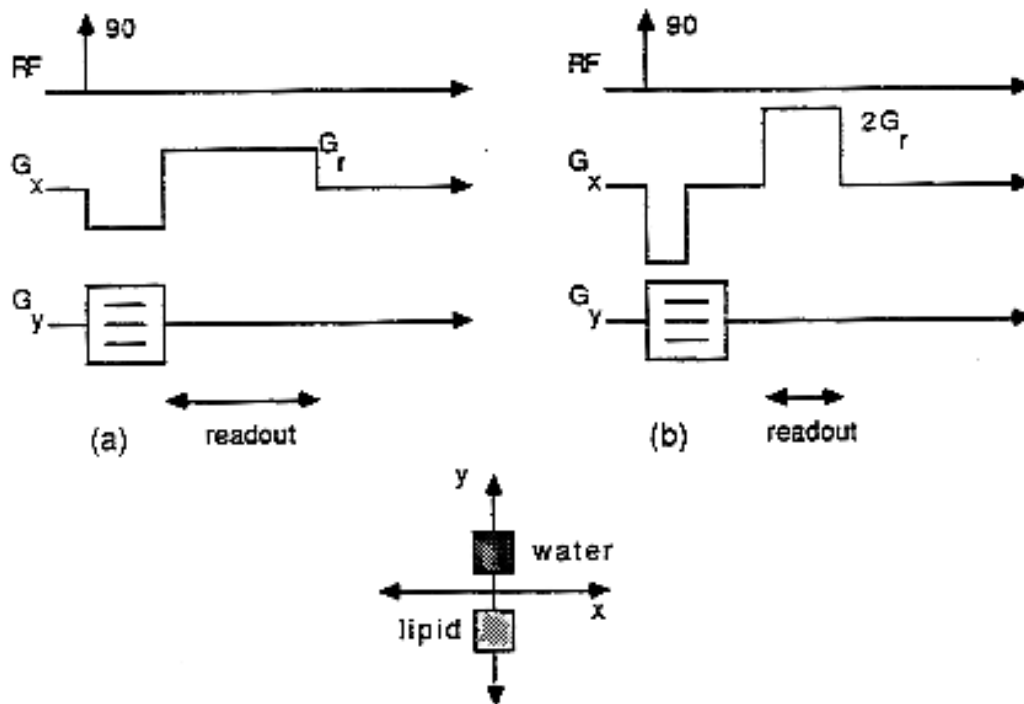 90
RF
G x
G r
G y
readout
(a)
90
RF
G x
2G r
G y
readout
(b)
y
water
x
lipid